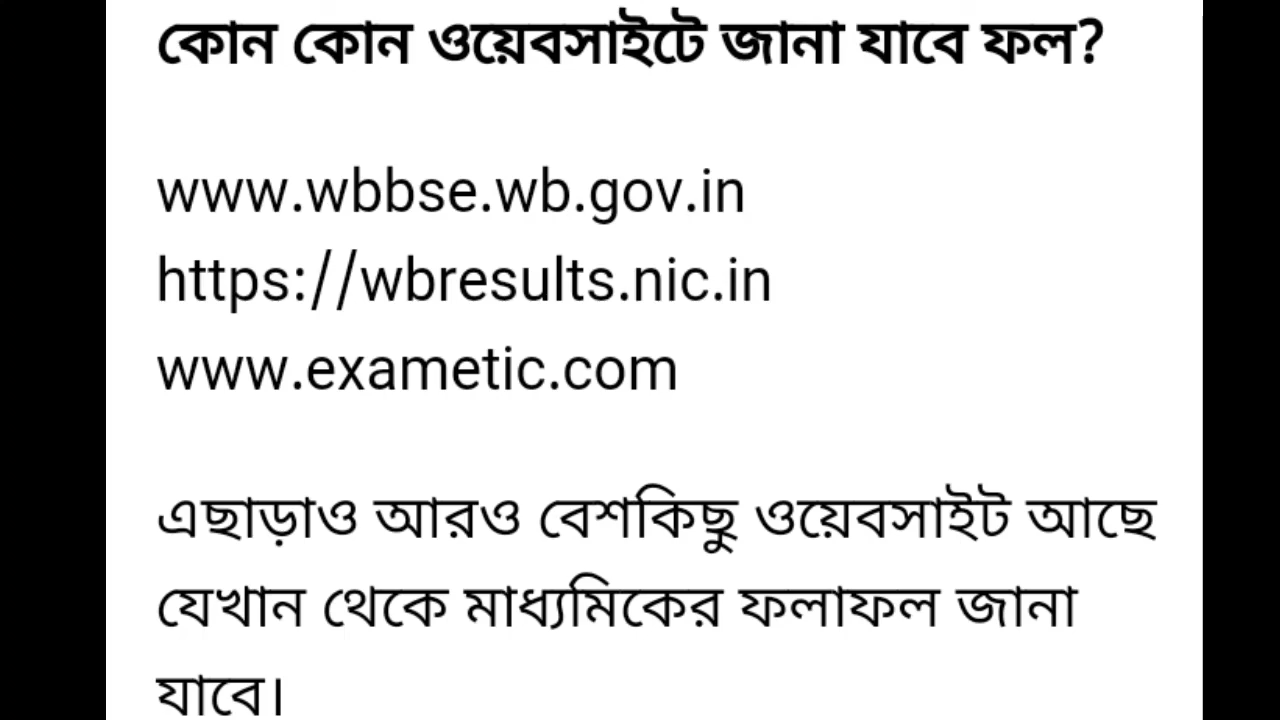 কোন কোন ওয়েবসাইটে জানা যাবে ফল?
www.wbbse.wb.gov.in
https://wbresults.nic.in
www.exametic.com
এছাড়াও আরও বেশকিছু ওয়েবসাইট আছে
যেখান থেকে মাধ্যমিকের ফলাফল জানা
যাবে।